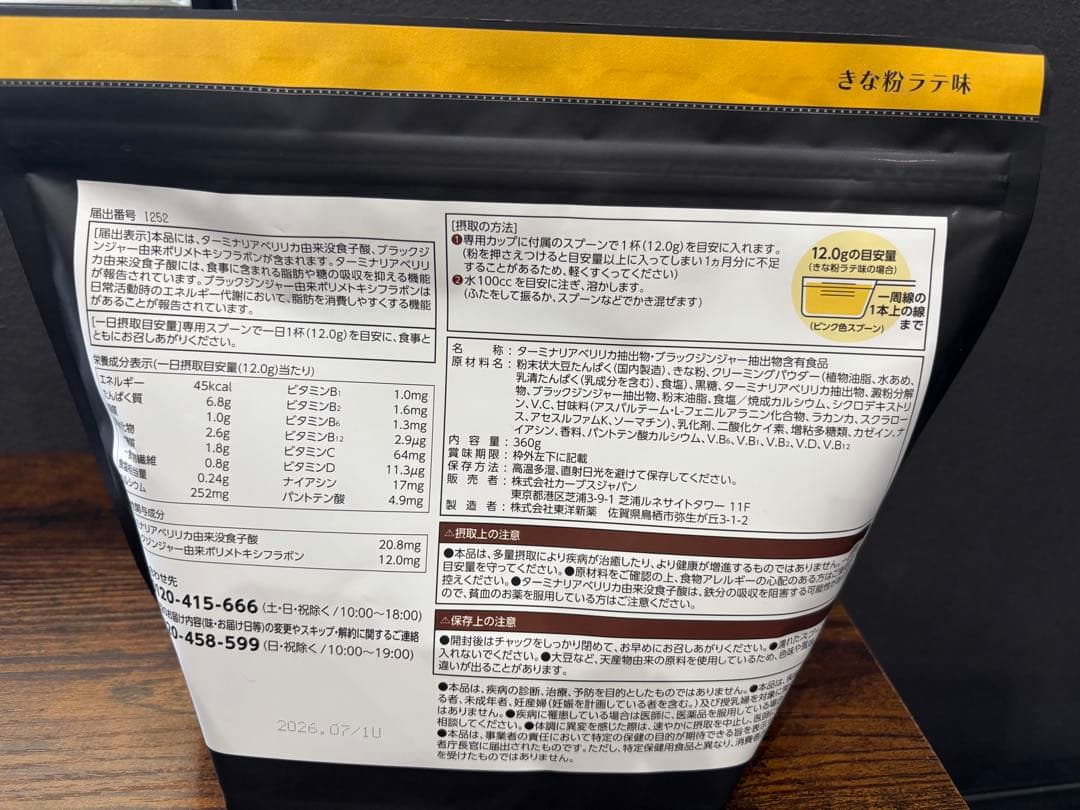 きな粉ラテ味
届出番号 1252
[届出表示]本品には、ターミナリアベリリカ由来没食子酸、ブラックジ
ンジャー由来ポリメトキシフラボンが含まれます。ターミナリアベリリ
カ由来没食子酸には、食事に含まれる脂肪や糖の吸収を抑える機能
が報告されています。ブラックジンジャー由来ポリメトキシフラボンは
日常活動時のエネルギー代謝において、脂肪を消費しやすくする機能
があることが報告されています。
[一日摂取目安量]専用スプーンで一日1杯(12.0g)を目安に、食事と
ともにお召しあがりください。
栄養成分表示(一日摂取目安量(12.0g)当たり)
エネルギー 45kcal ビタミンB₁ 1.0mg
たんぱく質 6.8g ビタミンB₂ 1.6mg
質 1.0g ビタミンB₆ 1.3mg
化物 2.6g ビタミンB₁₂ 2.9μg
質 1.8g ビタミンC 64mg
繊維 0.8g ビタミンD 11.3μg
相当量 0.24g ナイアシン 17mg
シウム 252mg パントテン酸 4.9mg
与成分
ナリアベリリカ由来没食子酸 20.8mg
クジンジャー由来ポリメトキシフラボン 12.0mg
わせ先
120-415-666 (土・日・祝除く/10:00〜18:00)
のお届け内容(味・お届け日等)の変更やスキップ・解約に関するご連絡
20-458-599 (日・祝除く/10:00〜19:00)
2026.07/1U
[摂取の方法]
❶専用カップに付属のスプーンで1杯(12.0g)を目安に入れます。
(粉を押さえつけると目安量以上に入ってしまい1ヵ月分に不足
することがあるため、軽くすくってください)
❷水100ccを目安に注ぎ、溶かします。
(ふたをして振るか、スプーンなどでかき混ぜます)
12.0gの目安量
(きな粉ラテ味の場合)
一周線の
1本上の線
まで
(ピンク色スプーン)
名称:ターミナリアベリリカ抽出物・ブラックジンジャー抽出物含有食品
原材料名:粉末状大豆たんぱく(国内製造)、きな粉、クリーミングパウダー(植物油脂、水あめ、
乳清たんぱく(乳成分を含む)、食塩)、黒糖、ターミナリアベリリカ抽出物、澱粉分解
物、ブラックジンジャー抽出物、粉末油脂、食塩/焼成カルシウム、シクロデキストリ
ン、V.C、甘味料(アスパルテーム・L-フェニルアラニン化合物、ラカンカ、スクラロー
ス、アセスルファムK、ソーマチン)、乳化剤、二酸化ケイ素、増粘多糖類、カゼイン、ナ
イアシン、香料、パントテン酸カルシウム、V.B₆、V.B₁、V.B₂、V.D、V.B₁₂
内容量:360g
賞味期限:枠外左下に記載
保存方法:高温多湿、直射日光を避けて保存してください。
販売者:株式会社カーブスジャパン
東京都港区芝浦3-9-1 芝浦ルネサイトタワー 11F
製造者:株式会社東洋新薬 佐賀県鳥栖市弥生が丘3-1-2
⚠摂取上の注意
●本品は、多量摂取により疾病が治癒したり、より健康が増進するものではありません。
目安量を守ってください。●原材料をご確認の上、食物アレルギーの心配のある方は
控えください。●ターミナリアベリリカ由来没食子酸は、鉄分の吸収を阻害する可能性が
ので、貧血のお薬を服用している方はご注意ください。
⚠保存上の注意
●開封後はチャックをしっかり閉めて、お早めにお召しあがりください。●濡れたスプ
入れないでください。●大豆など、天産物由来の原料を使用しているため、色味や風味
違いが出ることがあります。
●本品は、疾病の診断、治療、予防を目的としたものではありません。●本品は、
る者、未成年者、妊産婦(妊娠を計画している者を含む。)及び授乳婦を対象に
はありません。●疾病に罹患している場合は医師に、医薬品を服用している場合
相談してください。●体調に異変を感じた際は、速やかに摂取を中止し、医師
●本品は、事業者の責任において特定の保健の目的が期待できる旨を表示
者庁長官に届出されたものです。ただし、特定保健用食品と異なり、消費者
を受けたものではありません。